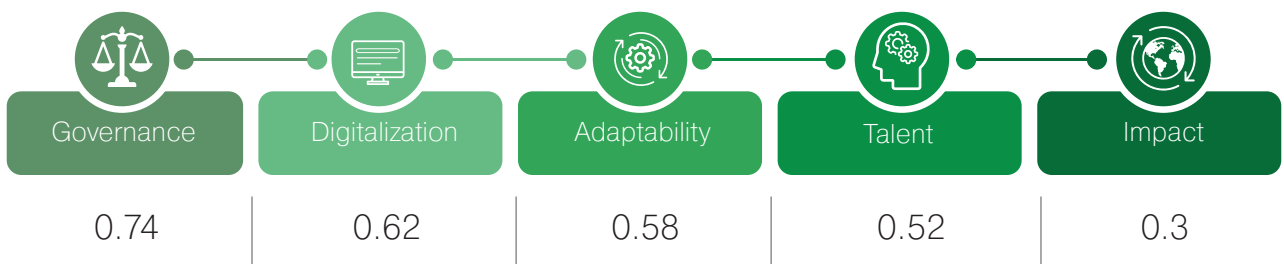 Governance
Digitalization
Adaptability
Talent
Impact
0.74
0.62
0.58
0.52
0.3